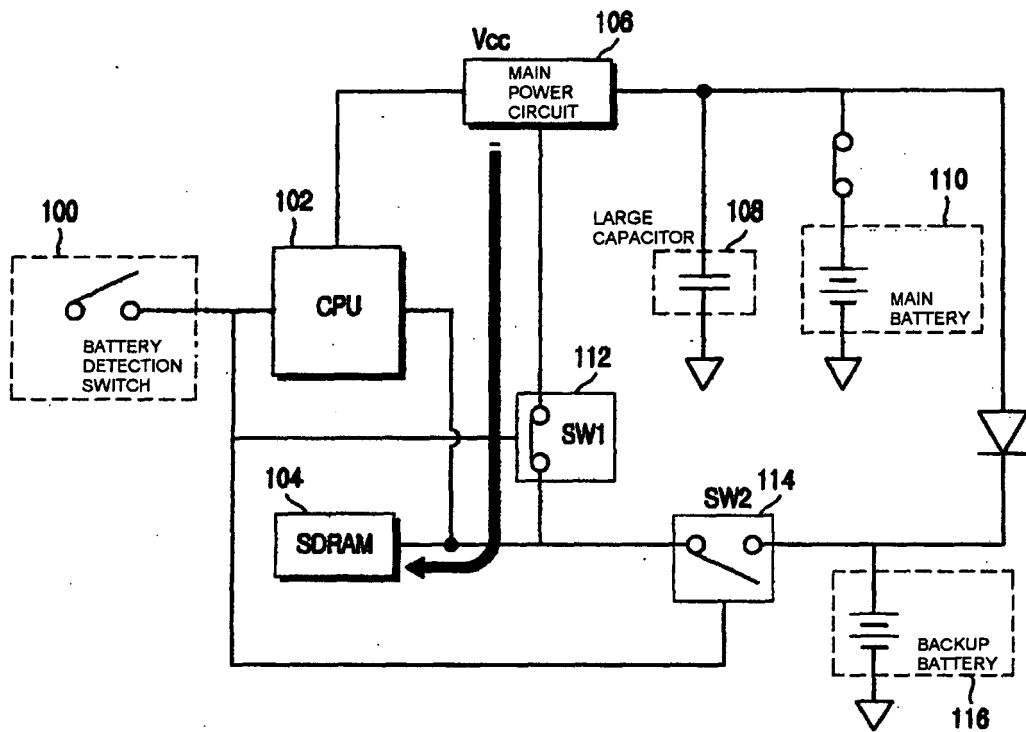 106
Vcc
MAIN
POWER
CIRCUIT
100
102
LARGE
CAPACITOR
108
110
CPU
MAIN
BATTERY
BATTERY
DETECTION
SWITCH
112
SW1
104
SDRAM
SW2
114
BACKUP
BATTERY
116